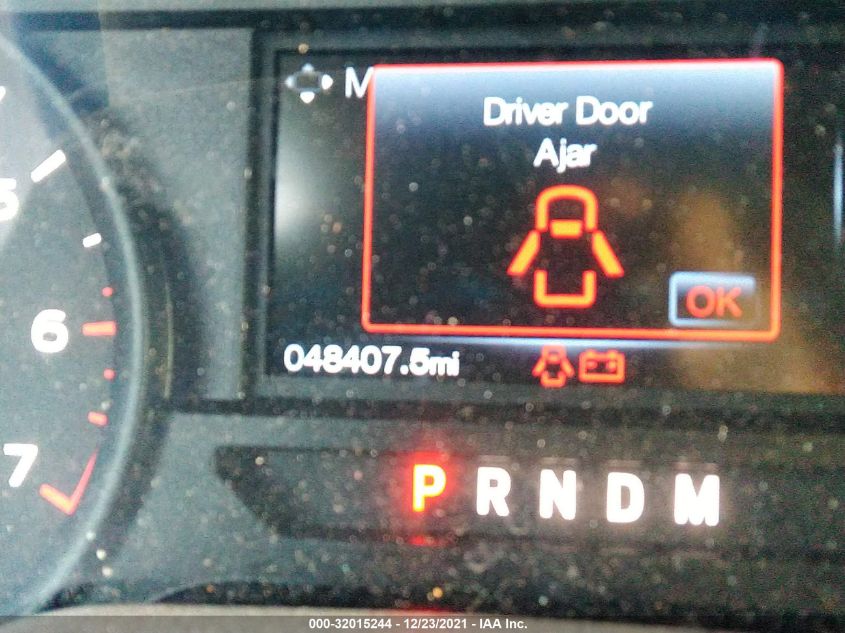 M
Driver Door
Ajar
OK
5
6
7
048407.5mi
P R N D M
000-32015244 - 12/23/2021 - IAA Inc.